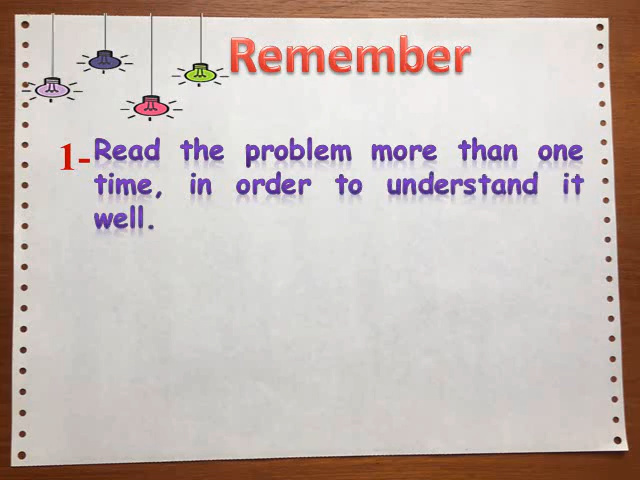 Remember
1- Read the problem more than one
time, in order to understand it
well.